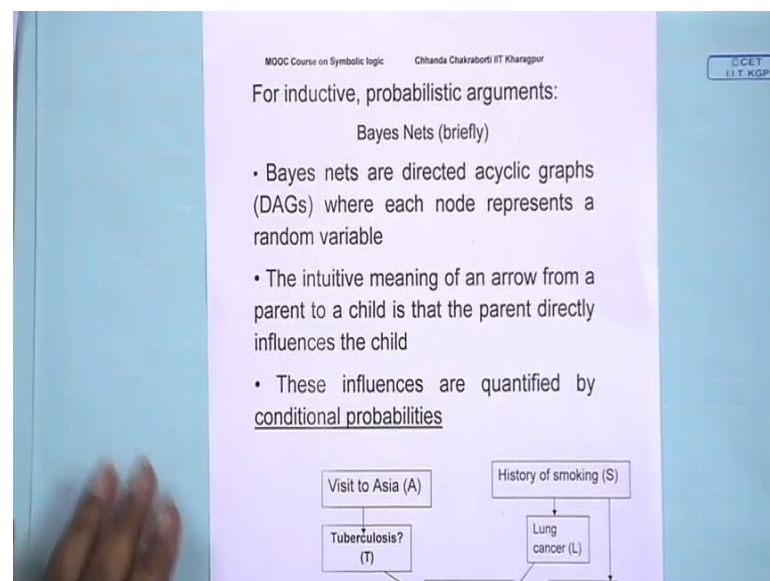 MOOC Course on Symbolic logic Chhanda Chakraborti IIT Kharagpur
CCET
I.I.T. KGP
For inductive, probabilistic arguments:
Bayes Nets (briefly)
• Bayes nets are directed acyclic graphs
(DAGs) where each node represents a
random variable
• The intuitive meaning of an arrow from a
parent to a child is that the parent directly
influences the child
• These influences are quantified by
conditional probabilities
Visit to Asia (A)
History of smoking (S)
Tuberculosis?
(T)
Lung
cancer (L)